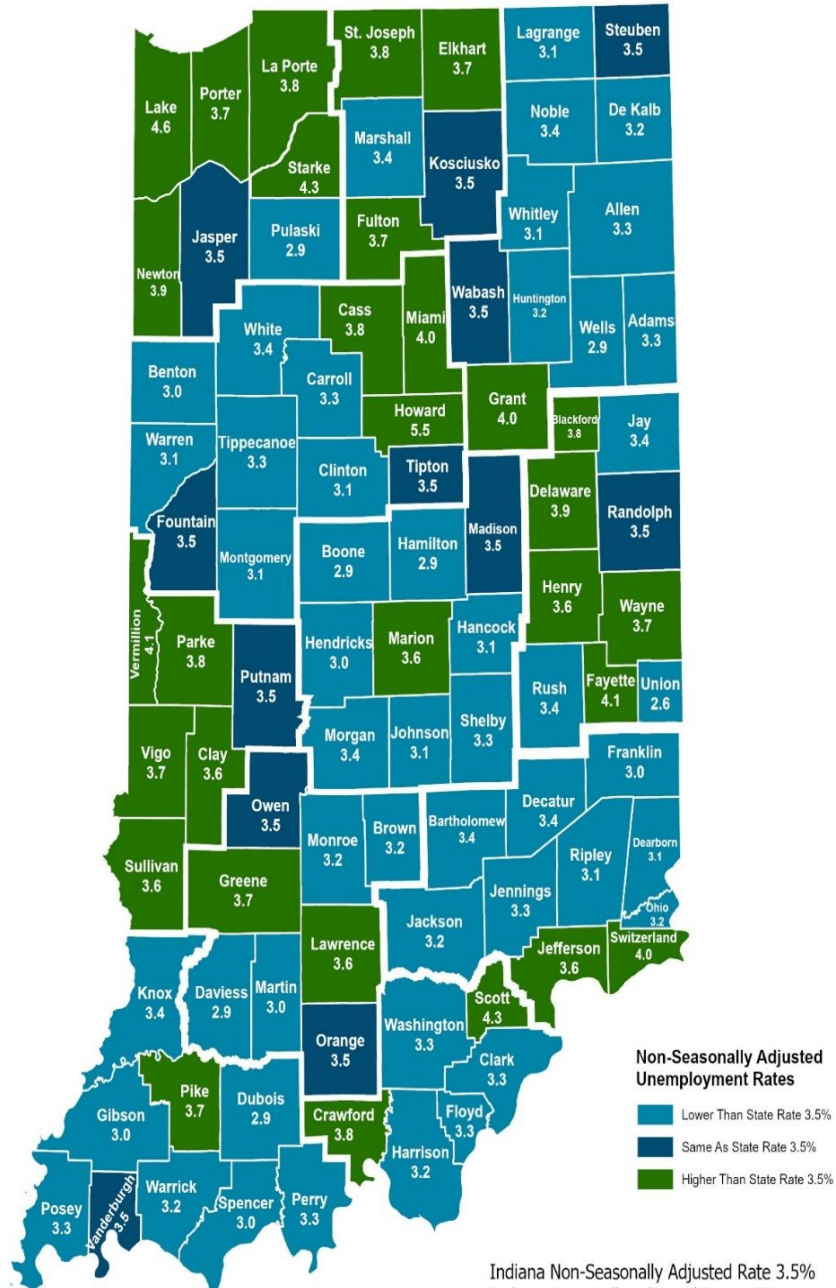 St. Joseph
3.8
Elkhart
3.7
Lagrange
3.1
Steuben
3.5
La Porte
3.8
Porter
3.7
Lake
4.6
Noble
3.4
De Kalb
3.2
Marshall
3.4
Kosciusko
3.5
Starke
4.3
Whitley
3.1
Allen
3.3
Jasper
3.5
Pulaski
2.9
Fulton
3.7
Newton
3.9
Wabash
3.5
Huntington
3.2
Wells
2.9
Adams
3.3
White
3.4
Cass
3.8
Miami
4.0
Benton
3.0
Carroll
3.3
Grant
4.0
Howard
5.5
Blackford
3.8
Jay
3.4
Warren
3.1
Tippecanoe
3.3
Clinton
3.1
Tipton
3.5
Delaware
3.9
Randolph
3.5
Fountain
3.5
Madison
3.5
Montgomery
3.1
Boone
2.9
Hamilton
2.9
Henry
3.6
Wayne
3.7
Vermillion
4.1
Parke
3.8
Putnam
3.5
Hendricks
3.0
Marion
3.6
Hancock
3.1
Rush
3.4
Fayette
4.1
Union
2.6
Vigo
3.7
Clay
3.6
Morgan
3.4
Johnson
3.1
Shelby
3.3
Franklin
3.0
Owen
3.5
Decatur
3.4
Monroe
3.2
Brown
3.2
Bartholomew
3.4
Ripley
3.1
Dearborn
3.1
Sullivan
3.6
Greene
3.7
Jennings
3.3
Jackson
3.2
Ohio
3.2
Lawrence
3.6
Jefferson
3.6
Switzerland
4.0
Knox
3.4
Daviess
2.9
Martin
3.0
Scott
4.3
Washington
3.3
Orange
3.5
Clark
3.3
Pike
3.7
Dubois
2.9
Gibson
3.0
Crawford
3.8
Floyd
3.3
Harrison
3.2
Posey
3.3
Vanderburgh
3.5
Warrick
3.2
Spencer
3.0
Perry
3.3
Non-Seasonally Adjusted
Unemployment Rates
Lower Than State Rate 3.5%
Same As State Rate 3.5%
Higher Than State Rate 3.5%
Indiana Non-Seasonally Adjusted Rate 3.5%